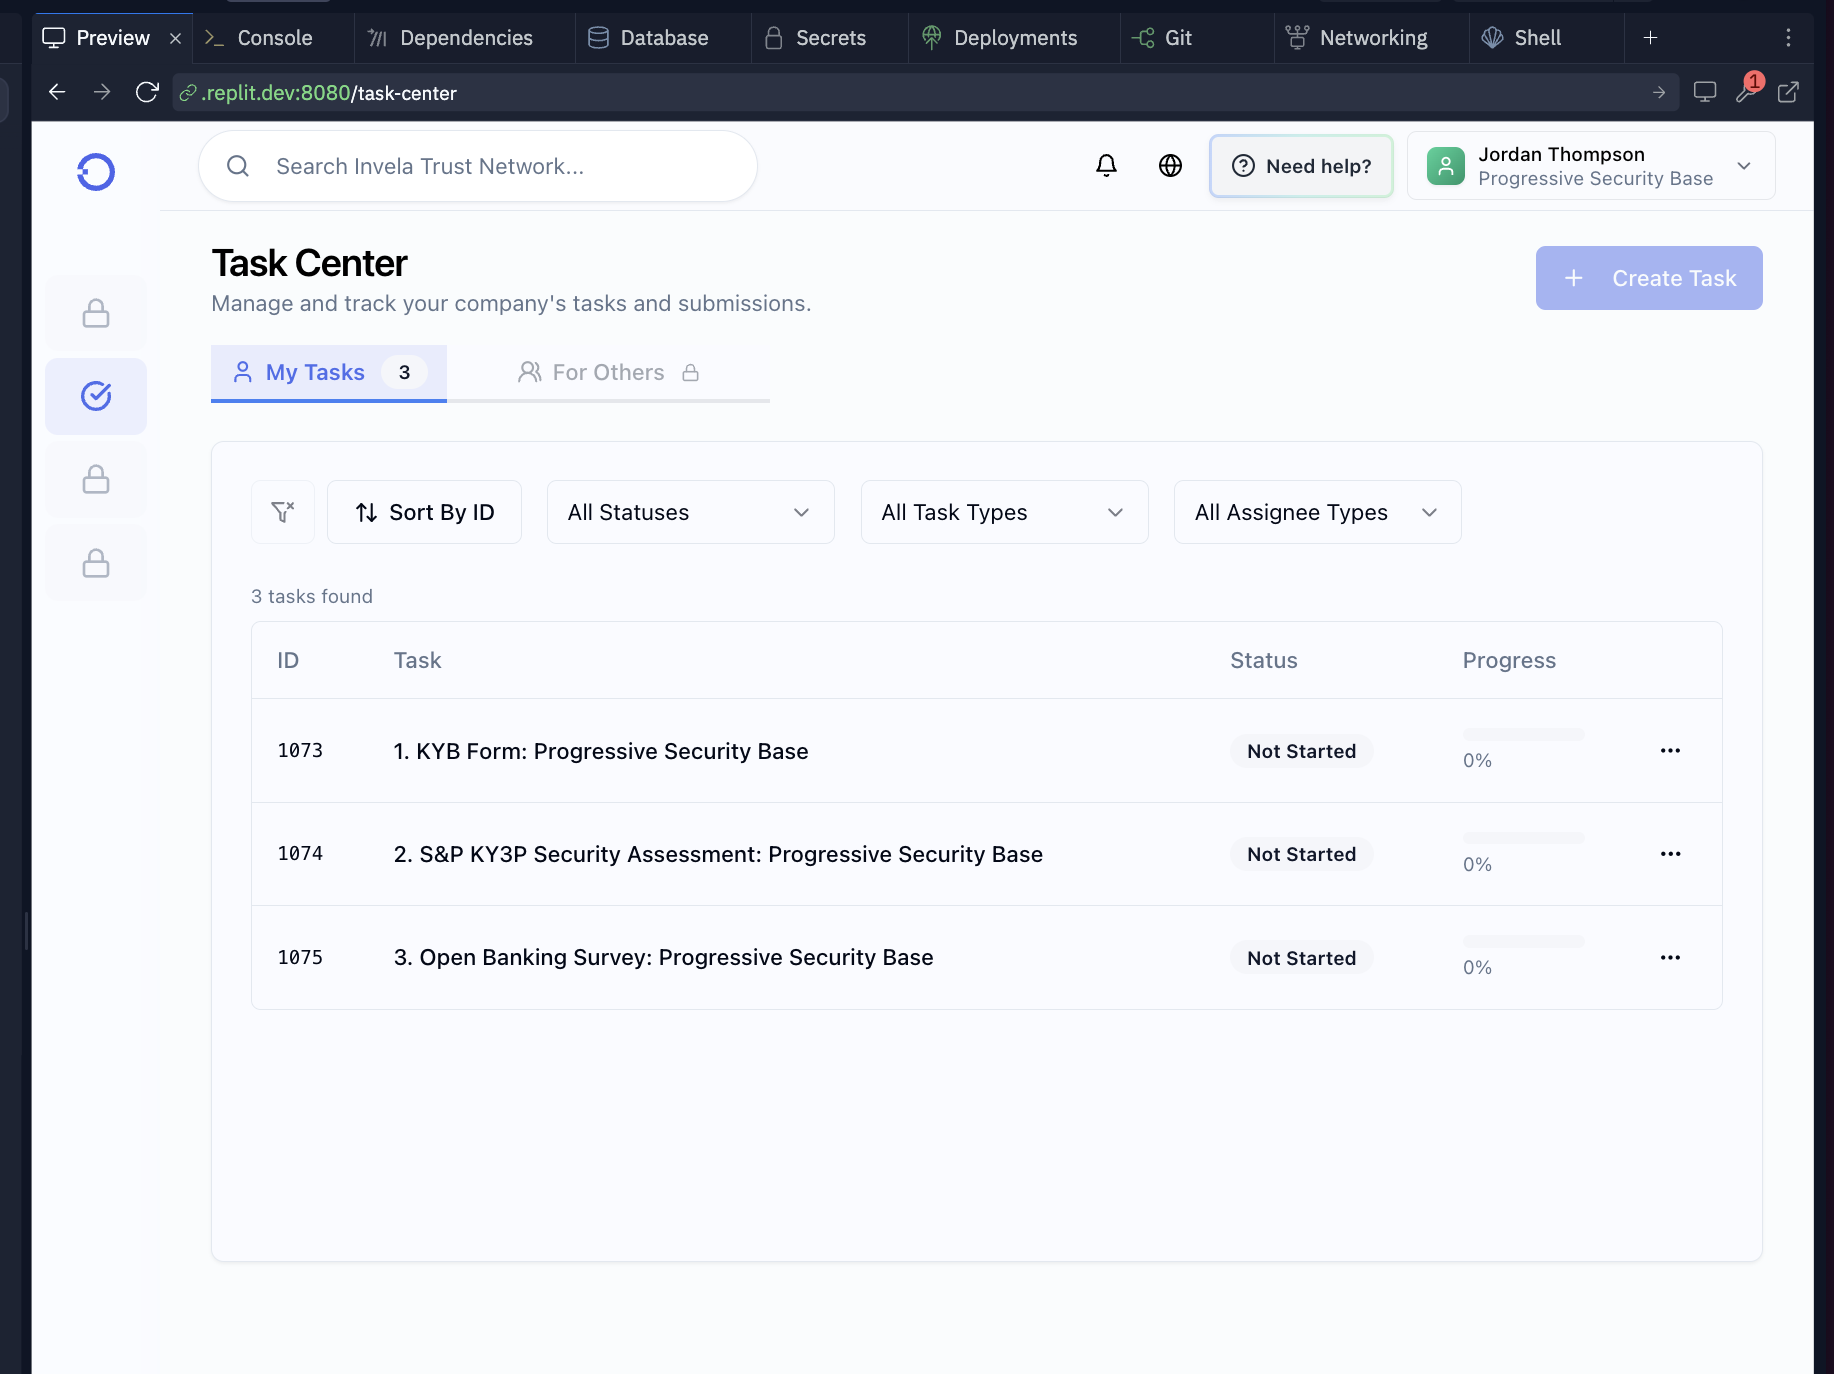 Preview
Console
Dependencies
Database
Secrets
Deployments
Git
Networking
Shell
.replit.dev:8080/task-center
1
Search Invela Trust Network...
Need help?
Jordan Thompson
Progressive Security Base
Task Center
Manage and track your company's tasks and submissions.
Create Task
My Tasks 3
For Others
Sort By ID
All Statuses
All Task Types
All Assignee Types
3 tasks found
ID Task Status Progress
1073 1. KYB Form: Progressive Security Base Not Started 0%
1074 2. S&P KY3P Security Assessment: Progressive Security Base Not Started 0%
1075 3. Open Banking Survey: Progressive Security Base Not Started 0%